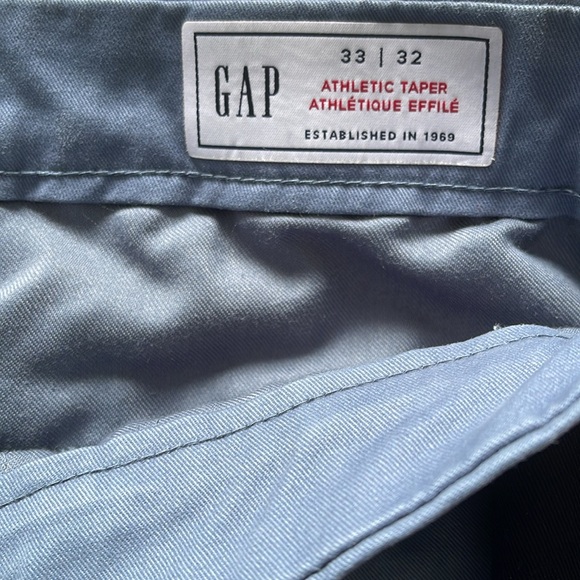 GAP
33 | 32
ATHLETIC TAPER
ATHLÉTIQUE EFFILÉ
ESTABLISHED IN 1969